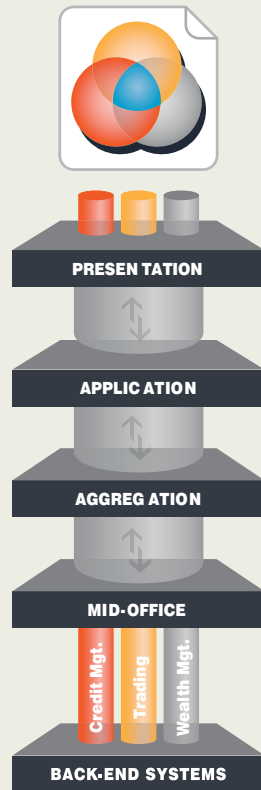 PRESEN TATION
APPLIC ATION
AGGREG ATION
MID-OFFICE
Credit Mgt.
Trading
Wealth Mgt.
BACK-END SYSTEMS